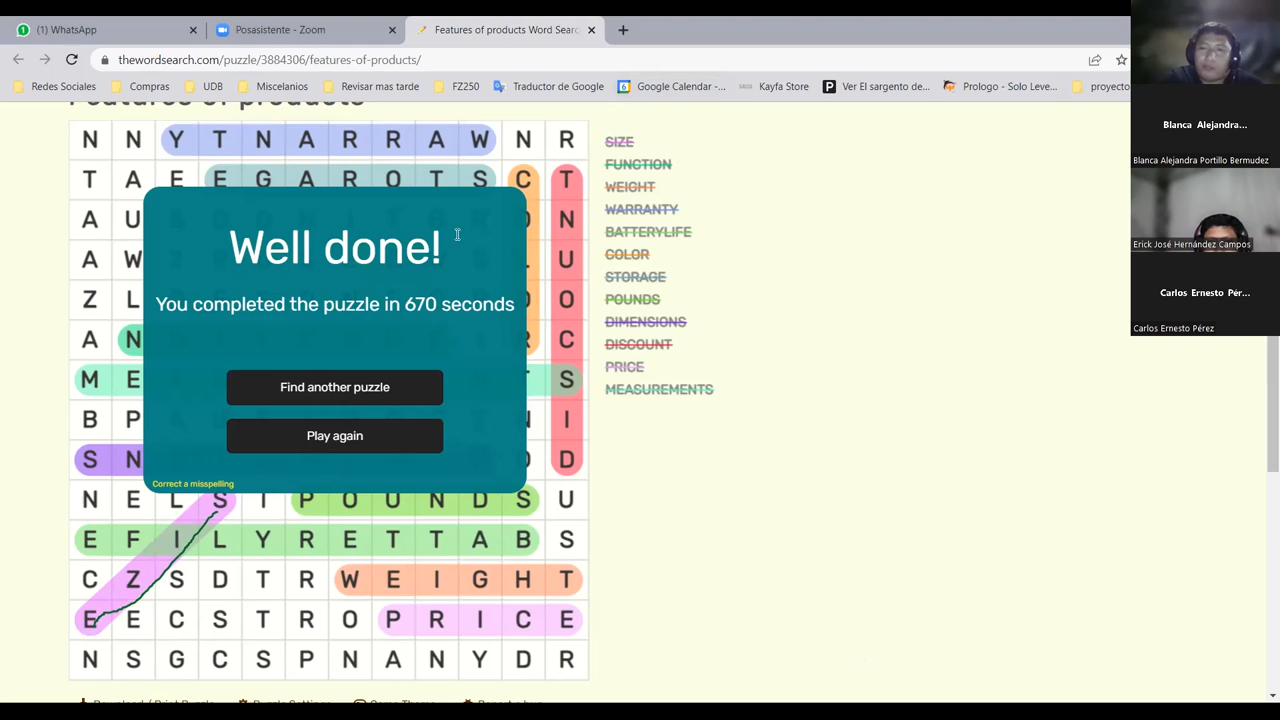 (1) WhatsApp
Posasistente - Zoom
Features of products Word Searc
thewordsearch.com/puzzle/3884306/features-of-products/
Redes Sociales
Compras
UDB
Miscelanios
Revisar mas tarde
FZ250
Traductor de Google
Google Calendar -...
Kayfa Store
Ver El sargento de...
Prologo - Solo Leve...
proyecto
Features of products
N N Y T N A R R A W N R
T A E E G A R O T S C T
A U N
A W U
Z L O
A N C
M E S
B P I
S N D
N E L S I P O U N D S U
E F I L Y R E T T A B S
C Z S D T R W E I G H T
E E C S T R O P R I C E
N S G C S P N A N Y D R
Well done!
You completed the puzzle in 670 seconds
Find another puzzle
Play again
Correct a misspelling
SIZE
FUNCTION
WEIGHT
WARRANTY
BATTERYLIFE
COLOR
STORAGE
POUNDS
DIMENSIONS
DISCOUNT
PRICE
MEASUREMENTS
Blanca Alejandra...
Blanca Alejandra Portillo Bermudez
Erick José Hernández Campos
Carlos Ernesto Pér...
Carlos Ernesto Pérez